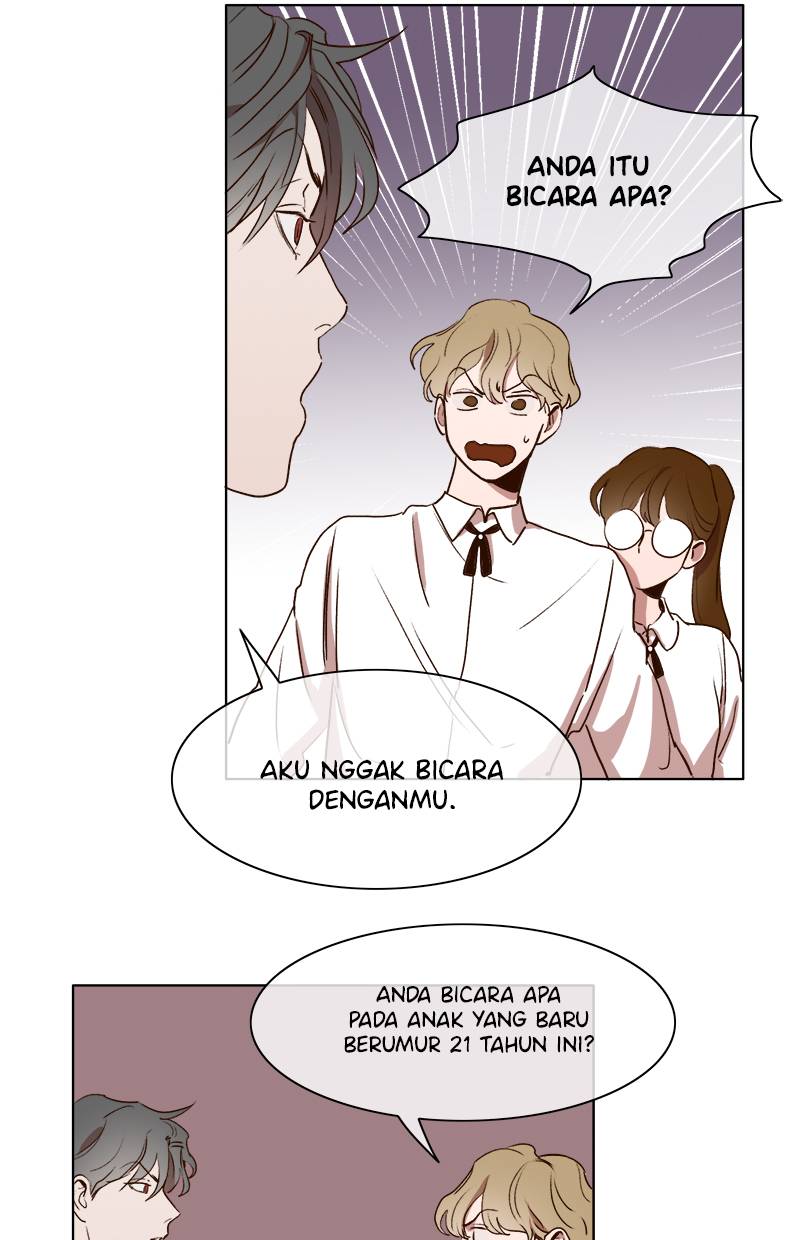 ANDA ITU
BICARA APA?
AKU NGGAK BICARA
DENGANMU.
ANDA BICARA APA
PADA ANAK YANG BARU
BERUMUR 21 TAHUN INI?